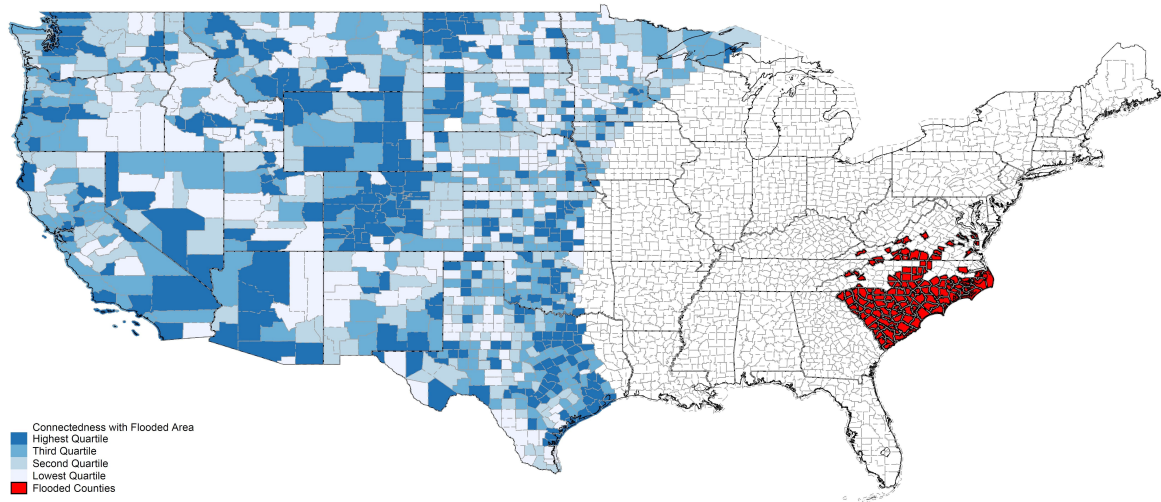 Connectedness with Flooded Area
Highest Quartile
Third Quartile
Second Quartile
Lowest Quartile
Flooded Counties